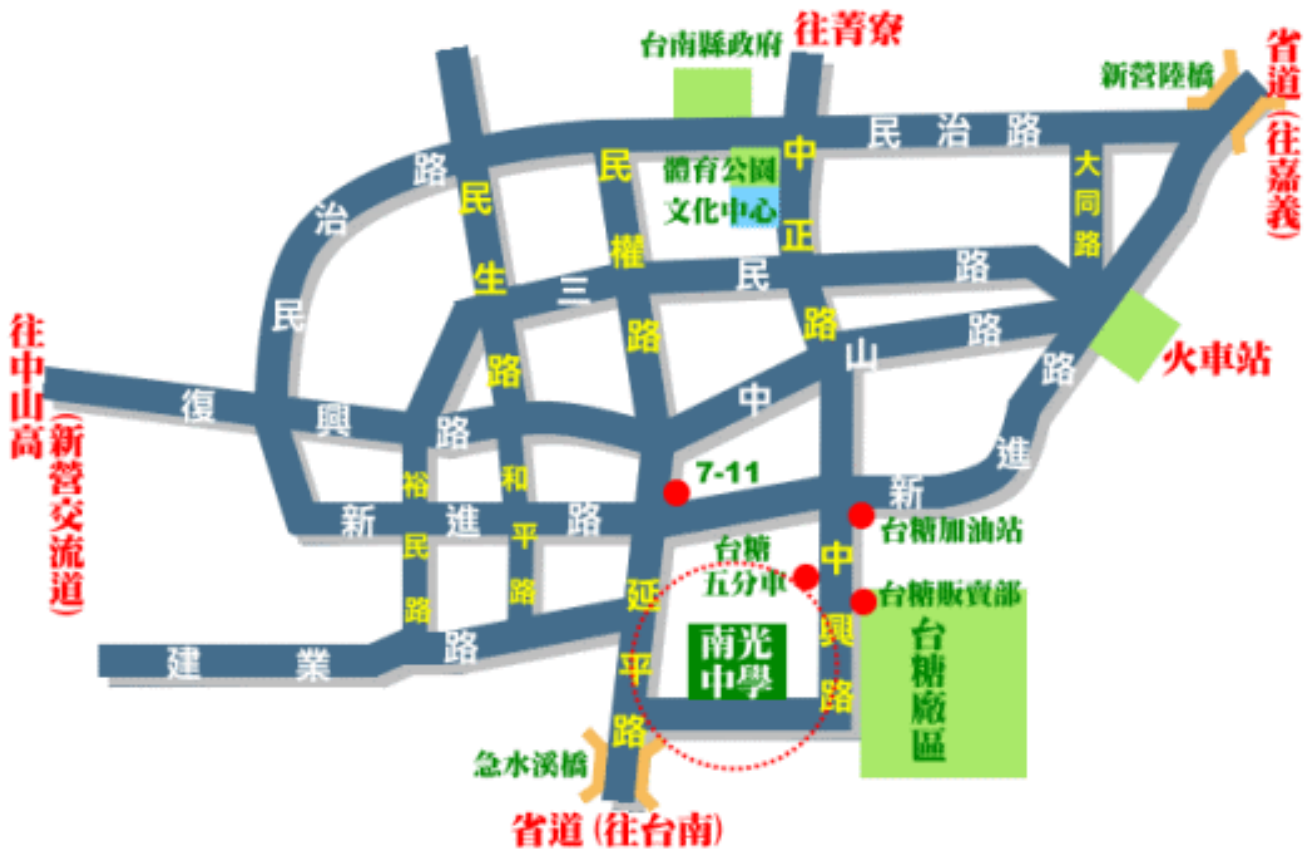 往菁寮
台南縣政府
新營陸橋
省道 (往嘉義)
民治路
民治路
體育公園
文化中心
中正路
大同路
民生路
民權路
三民路
中山路
火車站
往中山高
(新營交流道)
復興路
7-11
新進路
新進路
裕民路
和平路
台糖加油站
台糖
五分車
台糖販賣部
中興路
延平路
建業路
南光
中學
台糖廠區
急水溪橋
省道 (往台南)